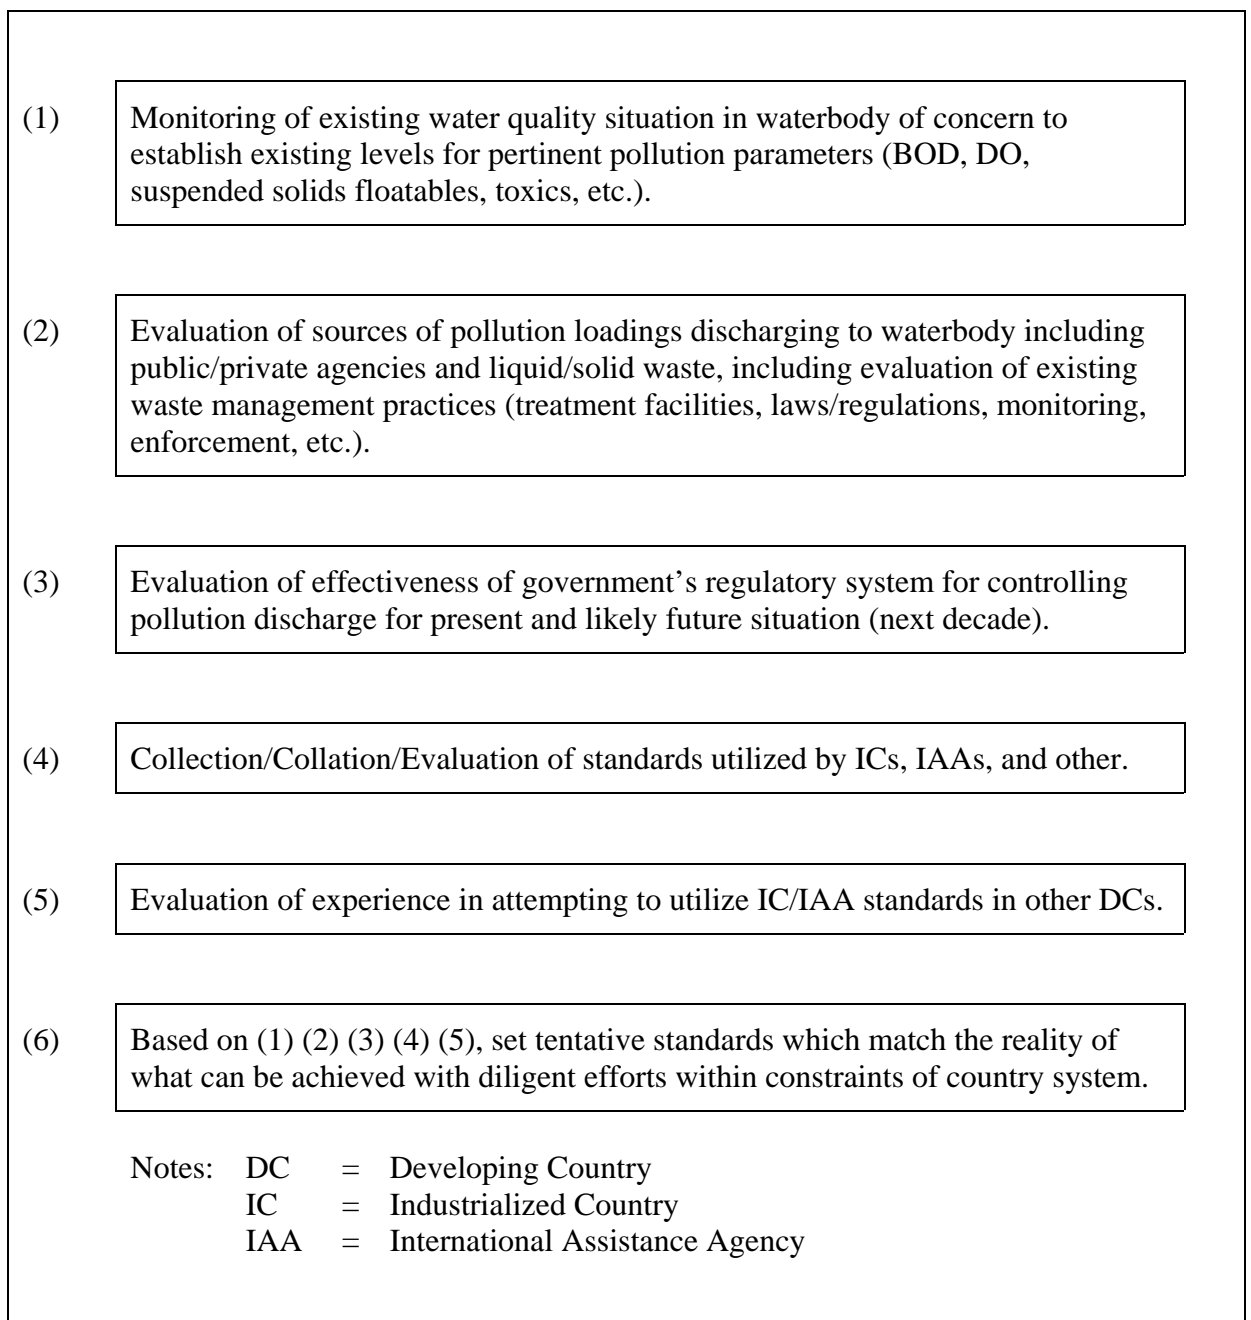 (1) Monitoring of existing water quality situation in waterbody of concern to
establish existing levels for pertinent pollution parameters (BOD, DO,
suspended solids floatables, toxics, etc.).
(2) Evaluation of sources of pollution loadings discharging to waterbody including
public/private agencies and liquid/solid waste, including evaluation of existing
waste management practices (treatment facilities, laws/regulations, monitoring,
enforcement, etc.).
(3) Evaluation of effectiveness of government’s regulatory system for controlling
pollution discharge for present and likely future situation (next decade).
(4) Collection/Collation/Evaluation of standards utilized by ICs, IAAs, and other.
(5) Evaluation of experience in attempting to utilize IC/IAA standards in other DCs.
(6) Based on (1) (2) (3) (4) (5), set tentative standards which match the reality of
what can be achieved with diligent efforts within constraints of country system.
Notes: DC = Developing Country
IC = Industrialized Country
IAA = International Assistance Agency